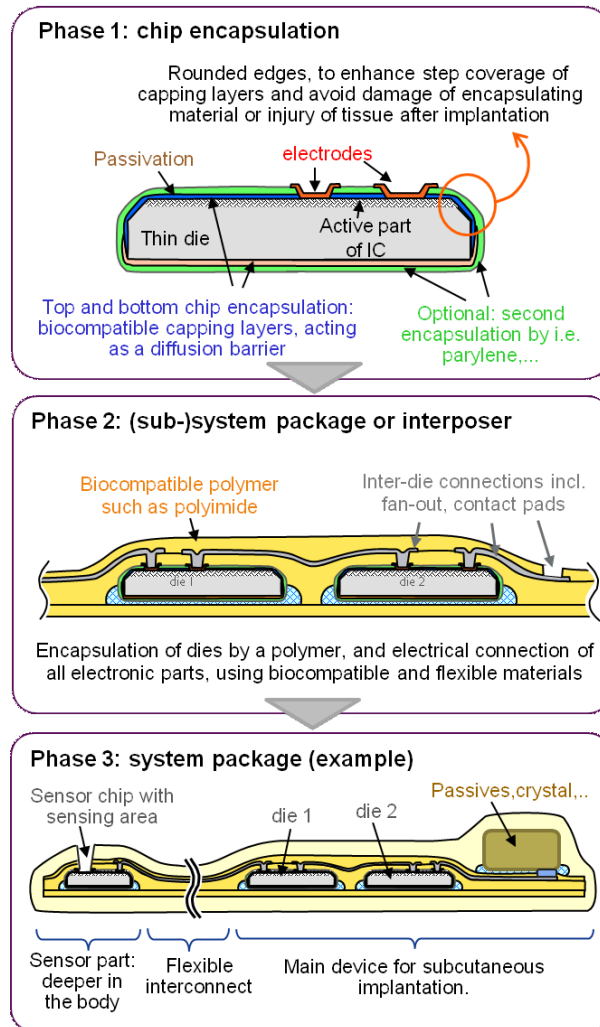 Phase 1: chip encapsulation
Rounded edges, to enhance step coverage of
capping layers and avoid damage of encapsulating
material or injury of tissue after implantation
Passivation
electrodes
Thin die
Active part
of IC
Top and bottom chip encapsulation:
biocompatible capping layers, acting
as a diffusion barrier
Optional: second
encapsulation by i.e.
parylene,...
Phase 2: (sub-)system package or interposer
Biocompatible polymer
such as polyimide
Inter-die connections incl.
fan-out, contact pads
die 1
die 2
Encapsulation of dies by a polymer, and electrical connection of
all electronic parts, using biocompatible and flexible materials
Phase 3: system package (example)
Sensor chip with
sensing area
die 1
die 2
Passives,crystal,..
Sensor part:
deeper in
the body
Flexible
interconnect
Main device for subcutaneous
implantation.